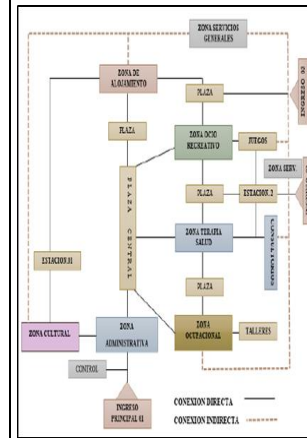 ZONA SERVICIOS
GENERALES
ZONA DE
ALOJAMIENTO
INGRESO 03
PLAZA
PLAZA
ZONA OCIO
RECREATIVO
JUEGOS
ZONA SERV.
PLAZA CENTRAL
PLAZA
ESTACION. 2
ZONA TERAPIA
SALUD
ESTACION.01
PLAZA
ZONA CULTURAL
ZONA
ADMINISTRATIVA
ZONA
OCUPACIONAL
TALLERES
CONTROL
INGRESO
PRINCIPAL 01
CONEXION DIRECTA
CONEXION INDIRECTA